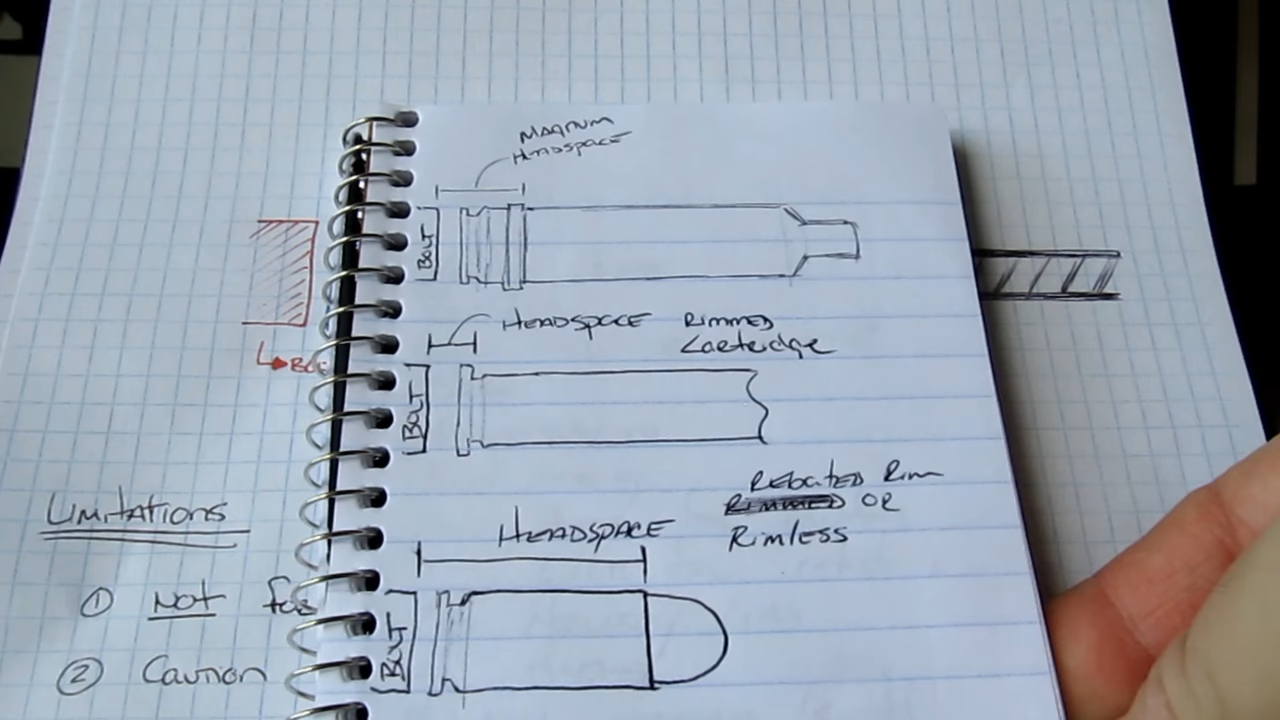 MAGNUM
HEADSPACE
BOLT
HEADSPACE
RIMMED
Cartridge
BOLT
REBATED Rim
RIMMED OR
Rimless
HEADSPACE
BOLT
LIMITATIONS
① NOT for
② CAUTION